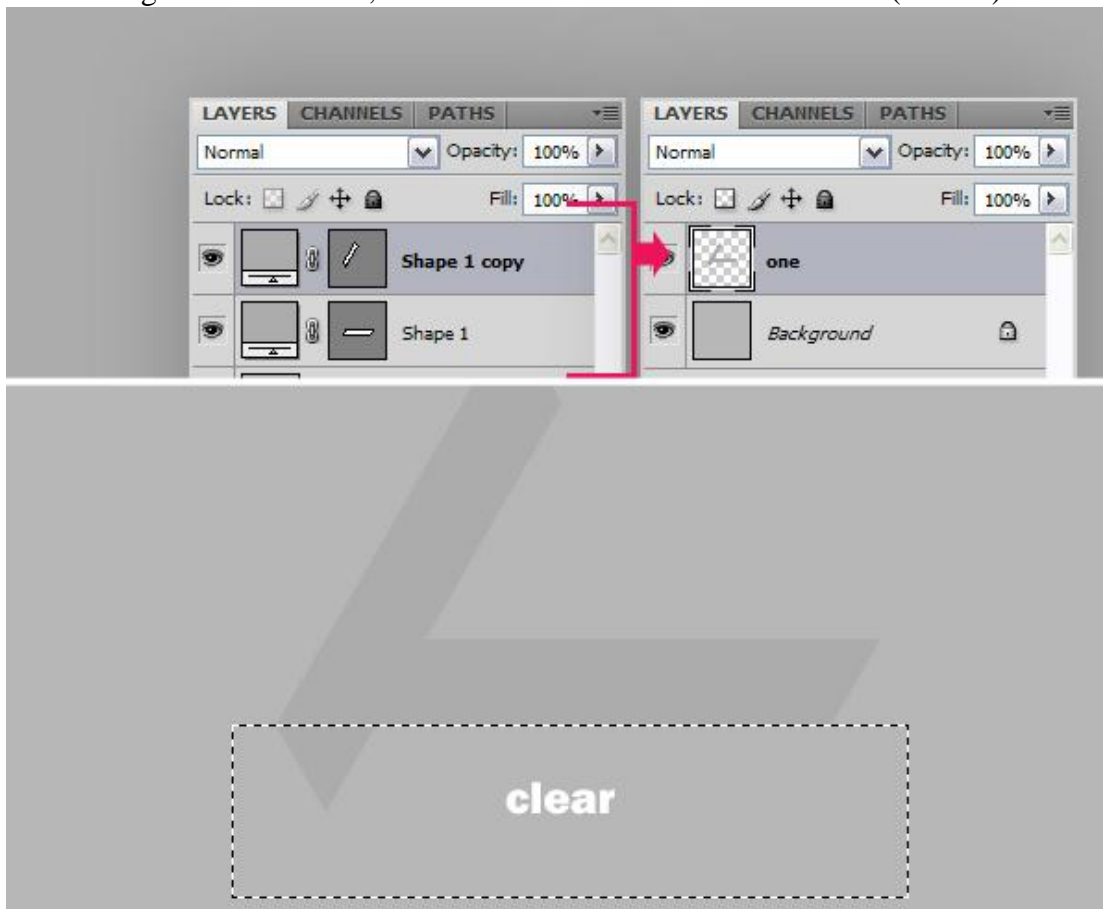 LAYERS CHANNELS PATHS
Normal Opacity: 100%
Lock: Fill: 100%
Shape 1 copy
Shape 1
LAYERS CHANNELS PATHS
Normal Opacity: 100%
Lock: Fill: 100%
one
Background
clear